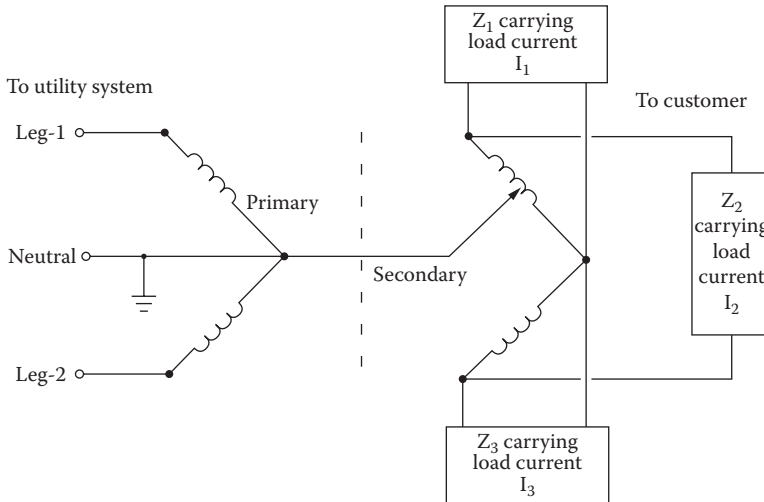 Z₁ carrying
load current
I₁
To utility system
To customer
Leg-1
Primary
Z₂
carrying
load
current
I₂
Neutral
Secondary
Leg-2
Z₃ carrying
load current
I₃